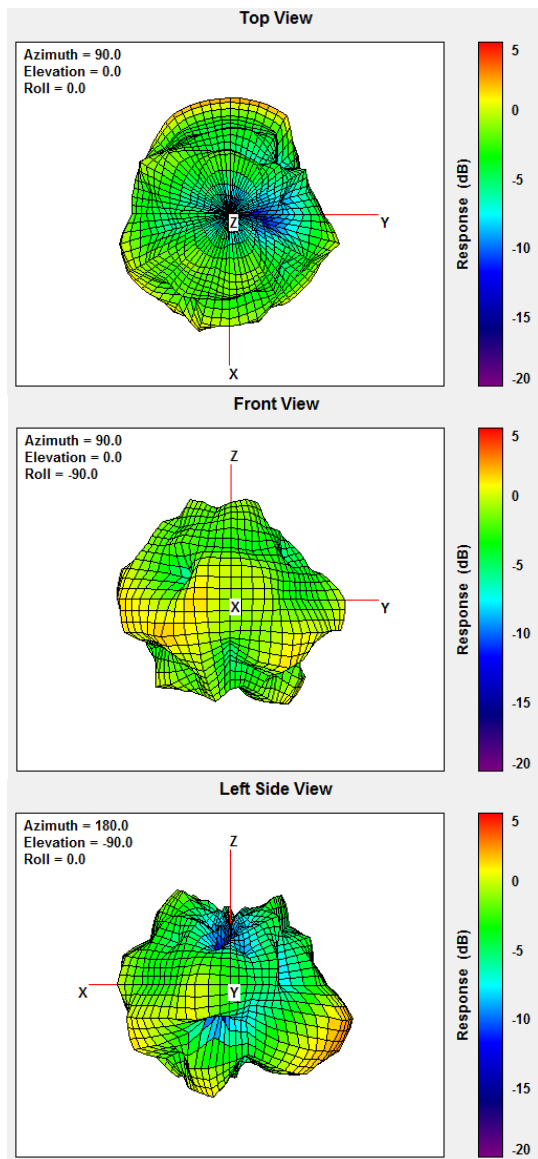 Top View
Azimuth = 90.0
Elevation = 0.0
Roll = 0.0
Z
Y
X
5
0
-5
-10
-15
-20
Response (dB)
Front View
Azimuth = 90.0
Elevation = 0.0
Roll = -90.0
Z
X
Y
5
0
-5
-10
-15
-20
Response (dB)
Left Side View
Azimuth = 180.0
Elevation = -90.0
Roll = 0.0
Z
X
Y
5
0
-5
-10
-15
-20
Response (dB)